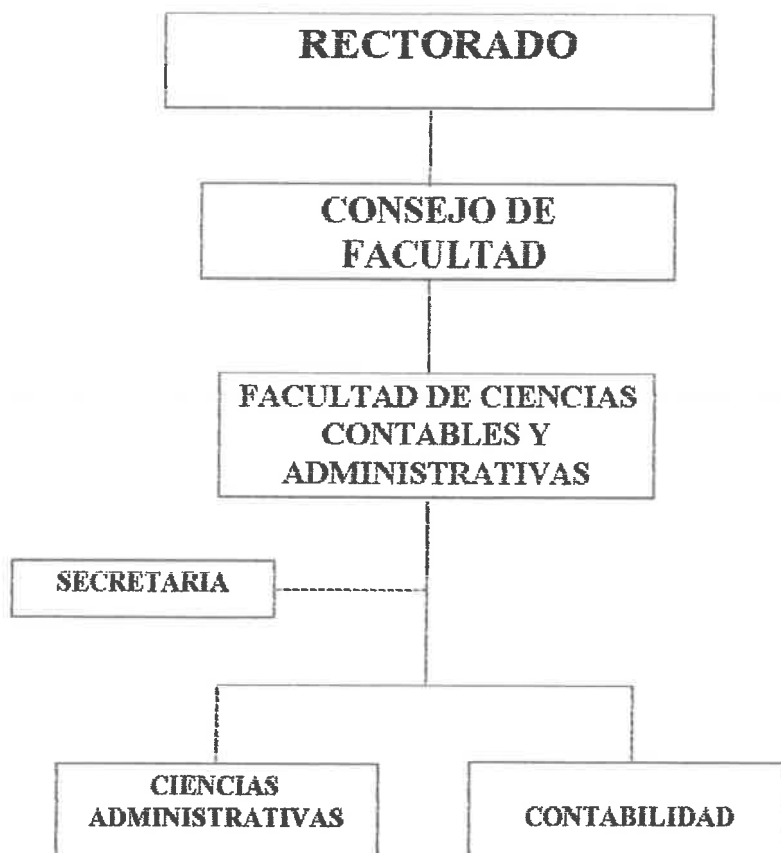 RECTORADO
CONSEJO DE
FACULTAD
FACULTAD DE CIENCIAS
CONTABLES Y
ADMINISTRATIVAS
SECRETARIA
CIENCIAS
ADMINISTRATIVAS
CONTABILIDAD